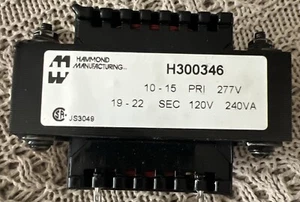 HAMMOND
MANUFACTURING
H300346
10 - 15 PRI 277V
19 - 22 SEC 120V 240VA
JS3049